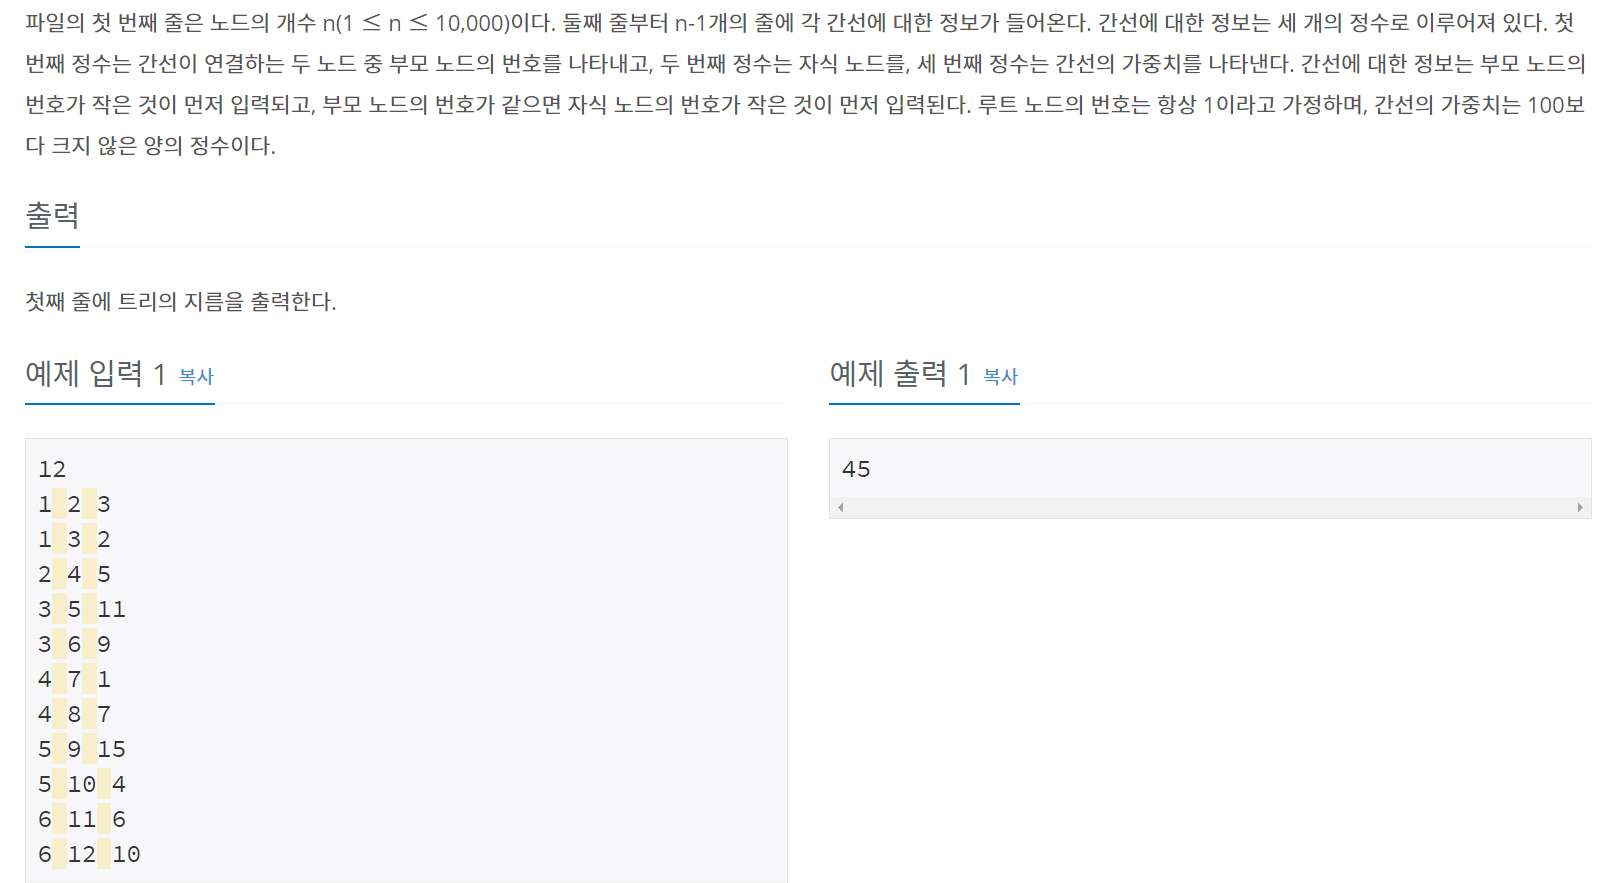 파일의 첫 번째 줄은 노드의 개수 n(1 ≤ n ≤ 10,000)이다. 둘째 줄부터 n-1개의 줄에 각 간선에 대한 정보가 들어온다. 간선에 대한 정보는 세 개의 정수로 이루어져 있다. 첫
번째 정수는 간선이 연결하는 두 노드 중 부모 노드의 번호를 나타내고, 두 번째 정수는 자식 노드를, 세 번째 정수는 간선의 가중치를 나타낸다. 간선에 대한 정보는 부모 노드의
번호가 작은 것이 먼저 입력되고, 부모 노드의 번호가 같으면 자식 노드의 번호가 작은 것이 먼저 입력된다. 루트 노드의 번호는 항상 1이라고 가정하며, 간선의 가중치는 100보
다 크지 않은 양의 정수이다.
출력
첫째 줄에 트리의 지름을 출력한다.
예제 입력 1 복사
12
1 2 3
1 3 2
2 4 5
3 5 11
3 6 9
4 7 1
4 8 7
5 9 15
5 10 4
6 11 6
6 12 10
예제 출력 1 복사
45